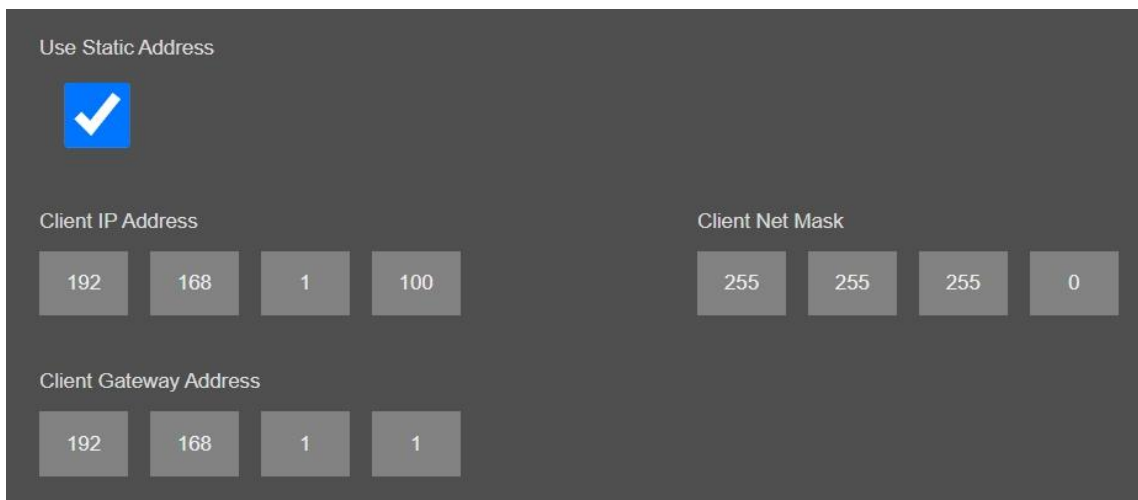 Use Static Address
Client IP Address
192 168 1 100
Client Net Mask
255 255 255 0
Client Gateway Address
192 168 1 1